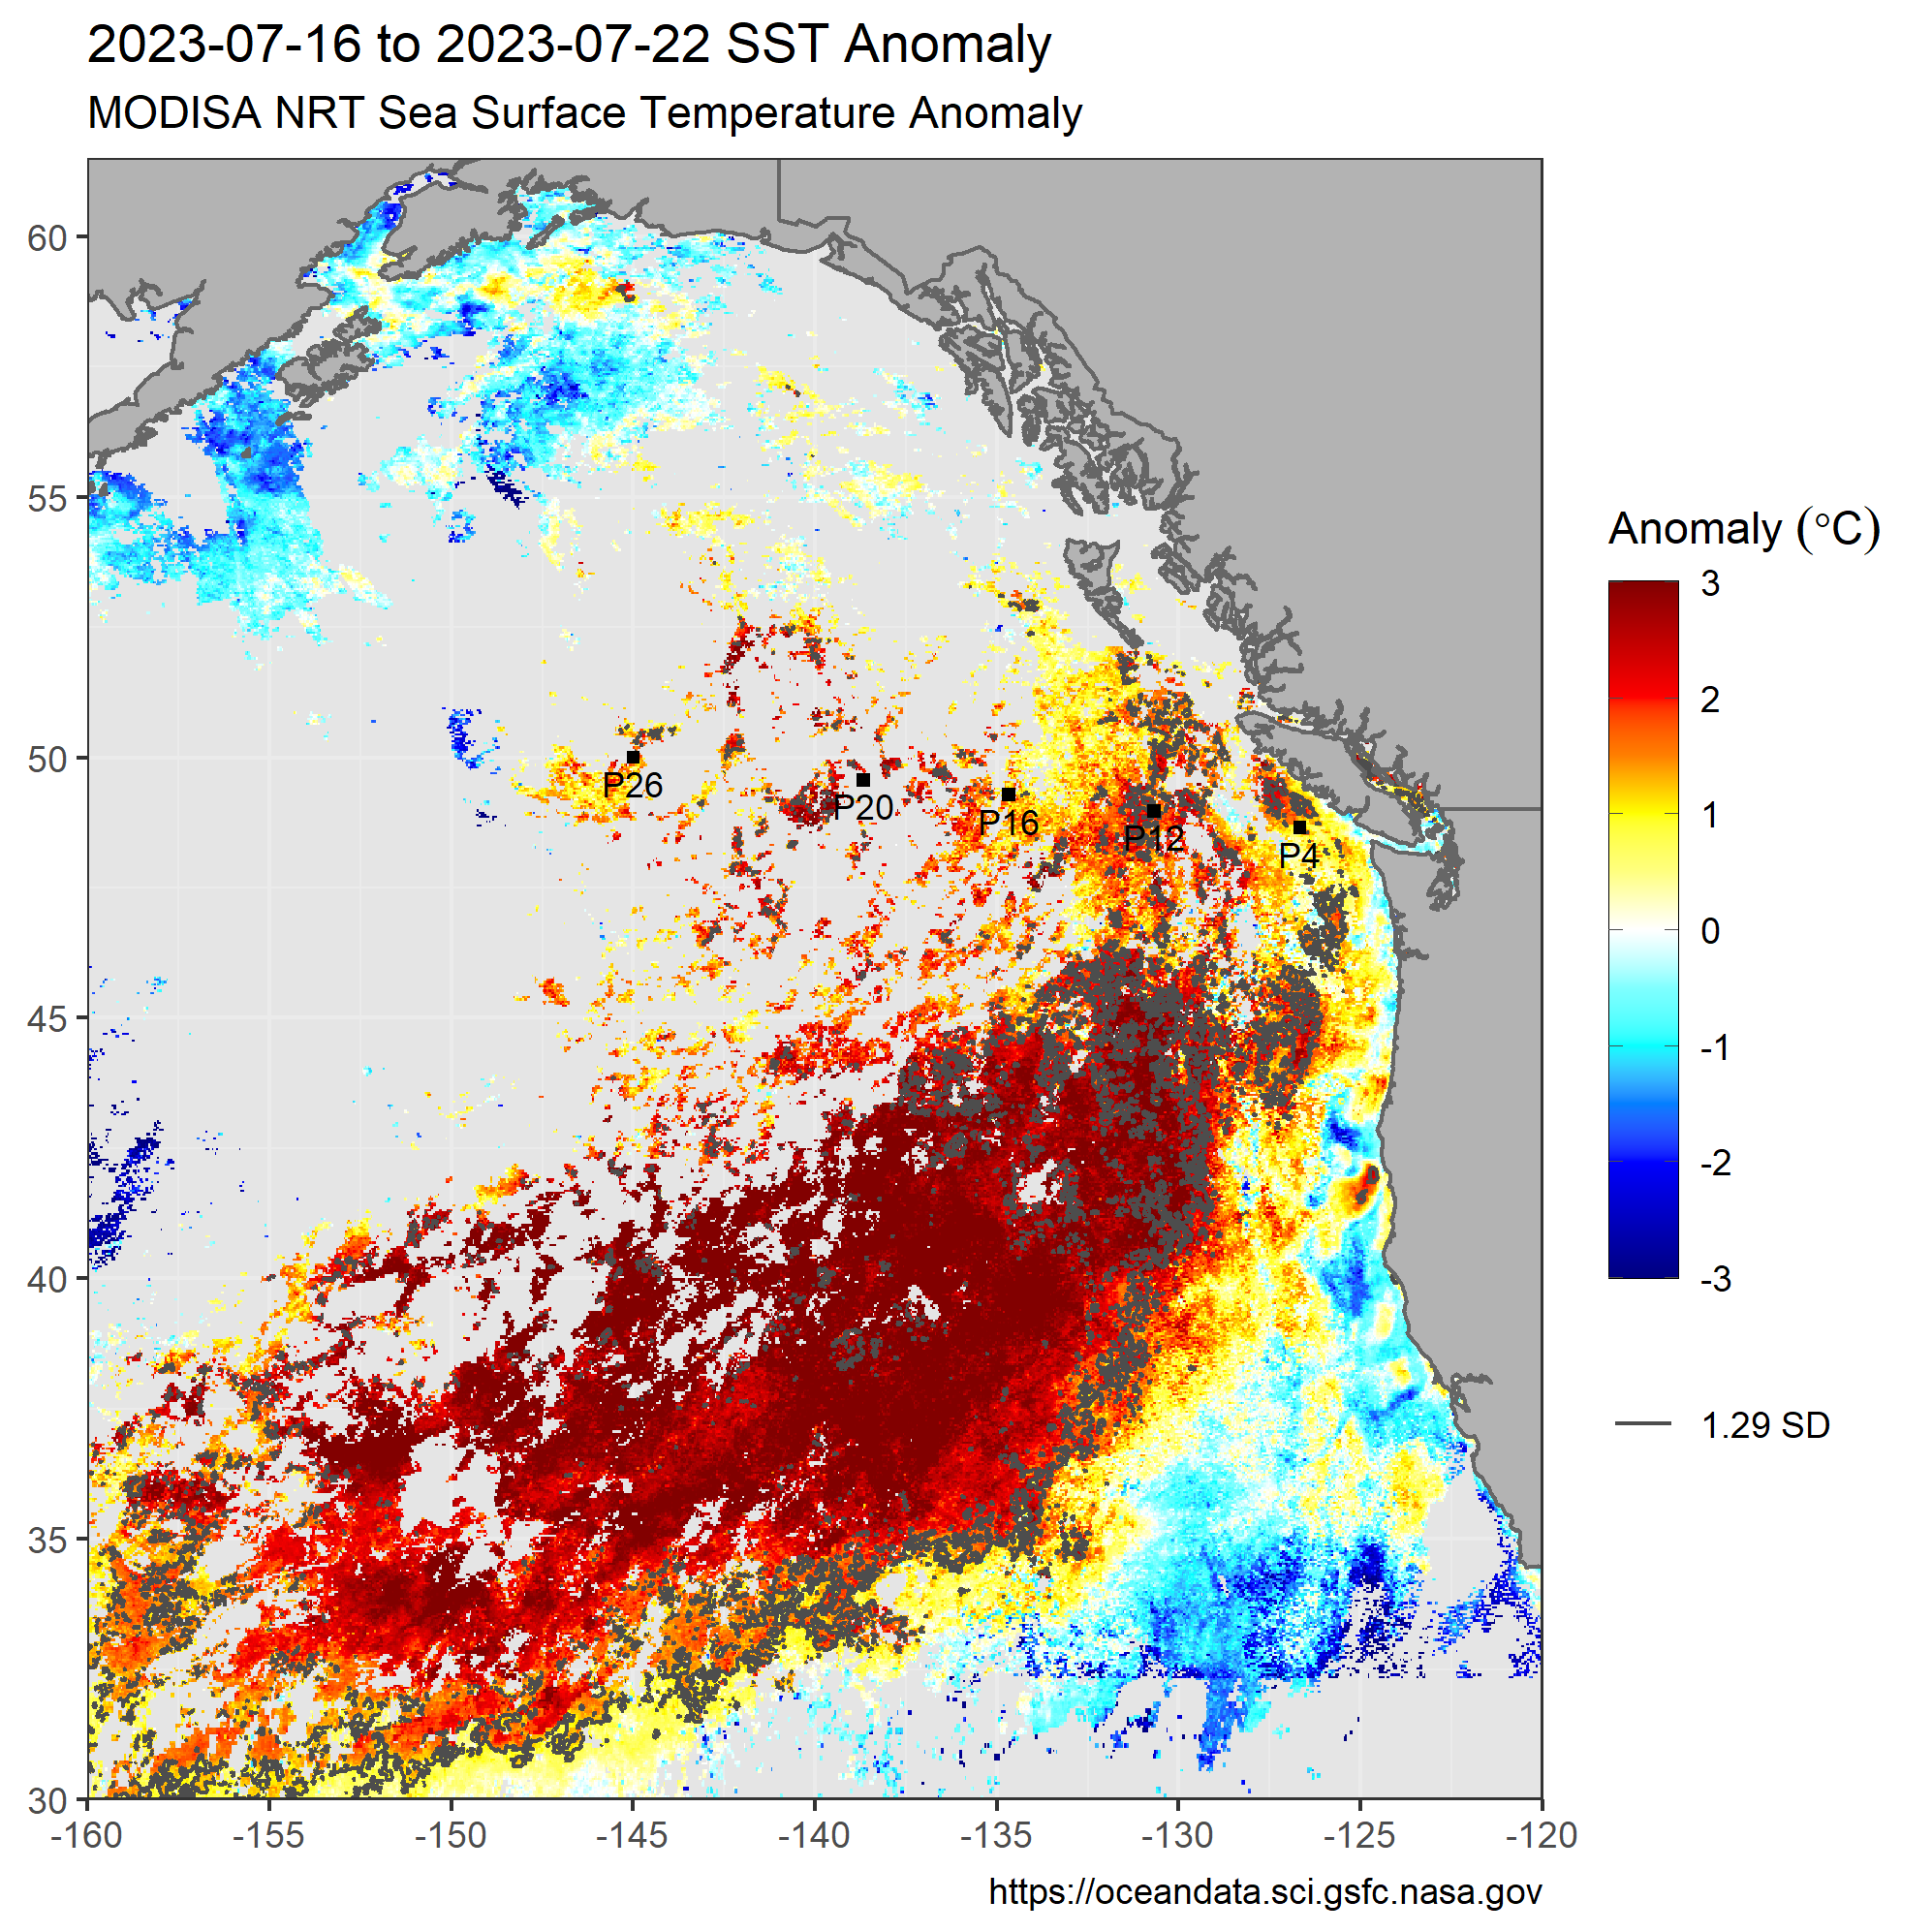 2023-07-16 to 2023-07-22 SST Anomaly
MODISA NRT Sea Surface Temperature Anomaly
60
55
50
45
40
35
30
-160
-155
-150
-145
-140
-135
-130
-125
-120
P26
P20
P16
P12
P4
Anomaly (°C)
3
2
1
0
-1
-2
-3
1.29 SD
https://oceandata.sci.gsfc.nasa.gov